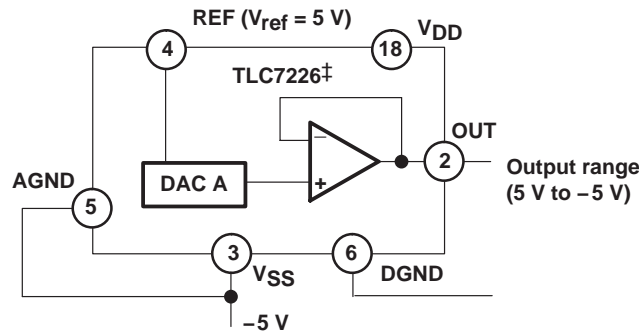 REF (Vref = 5 V)
4
18
VDD
TLC7226‡
−
+
DAC A
OUT
2
Output range
(5 V to −5 V)
AGND
5
3
VSS
6
DGND
−5 V